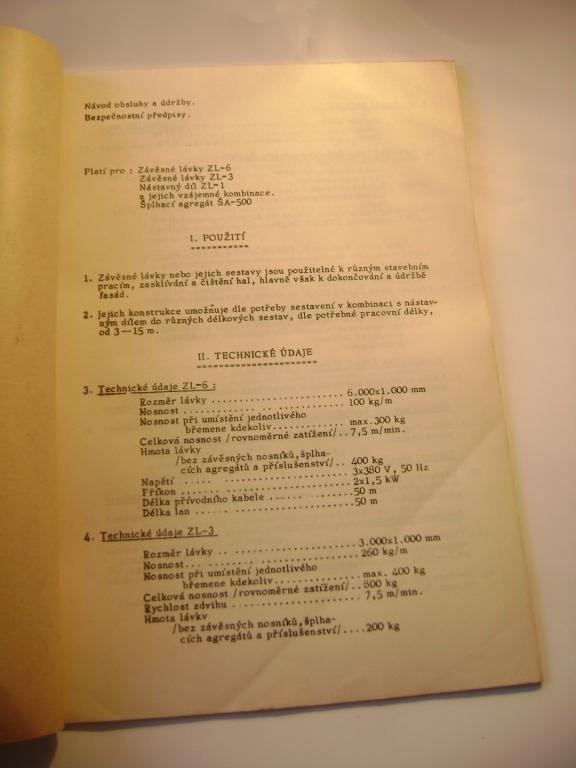 Návod obsluhy a údržby.
Bezpečnostní předpisy.
Platí pro : Závěsné lávky ZL-6
Závěsné lávky ZL-3
Nástavný díl ZL-1
a jejich vzájemné kombinace.
Šplhací agregát ŠA-500
I. POUŽITÍ
===========
1. Závěsné lávky nebo jejich sestavy jsou použitelné k různým stavebním
pracím, zasklívání a čištění hal, hlavně však k dokončování a údržbě
fasád.
2. Jejich konstrukce umožňuje dle potřeby sestavení v kombinaci s nástav-
ným dílem do různých délkových sestav, dle potřebné pracovní délky,
od 3—15 m.
II. TECHNICKÉ ÚDAJE
=====================
3. Technické údaje ZL-6 :
Rozměr lávky ....................... 6.000x1.000 mm
Nosnost ............................ 100 kg/m
Nosnost při umístění jednotlivého
břemene kdekoliv ............. max.300 kg
Celková nosnost /rovnoměrné zatížení/.. 7,5 m/min.
Hmota lávky
/bez závěsných nosníků,šplha-
cích agregátů a příslušenství/.. 400 kg
Napětí ............................. 3x380 V, 50 Hz
Příkon ............................. 2x1,5 kW
Délka přívodního kabele ............ 50 m
Délka lan .......................... 50 m
4. Technické údaje ZL-3
Rozměr lávky ....................... 3.000x1.000 mm
Nosnost ............................ 260 kg/m
Nosnost při umístění jednotlivého
břemene kdekoliv ............... max. 400 kg
Celková nosnost /rovnoměrné zatížení/.. 800 kg
Rychlost zdvihu .................... 7,5 m/min.
Hmota lávky
/bez závěsných nosníků,šplha-
cích agregátů a příslušenství/....200 kg